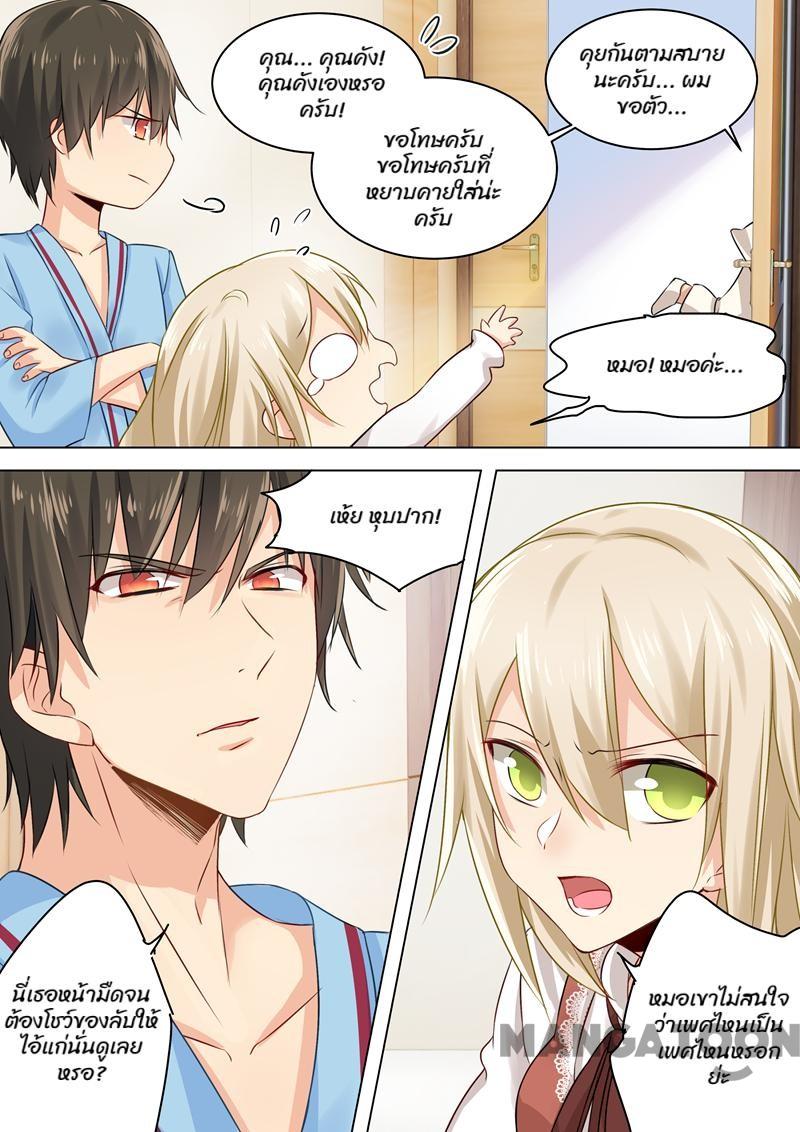 คุณ... คุณคัง!
คุณคังเองหรอ
ครับ!
ขอโทษครับ
ขอโทษครับที่
หยาบคายใส่น่ะ
ครับ
คุยกันตามสบาย
นะครับ... ผม
ขอตัว...
หมอ! หมอค่ะ...
เห้ย หุบปาก!
นี่เธอหน้ามืดจน
ต้องโชว์ของลับให้
ไอ้แก่นั่นดูเลย
หรอ?
หมอเขาไม่สนใจ
ว่าเพศไหนเป็น
เพศไหนหรอก
ย่ะ
MANGATOON